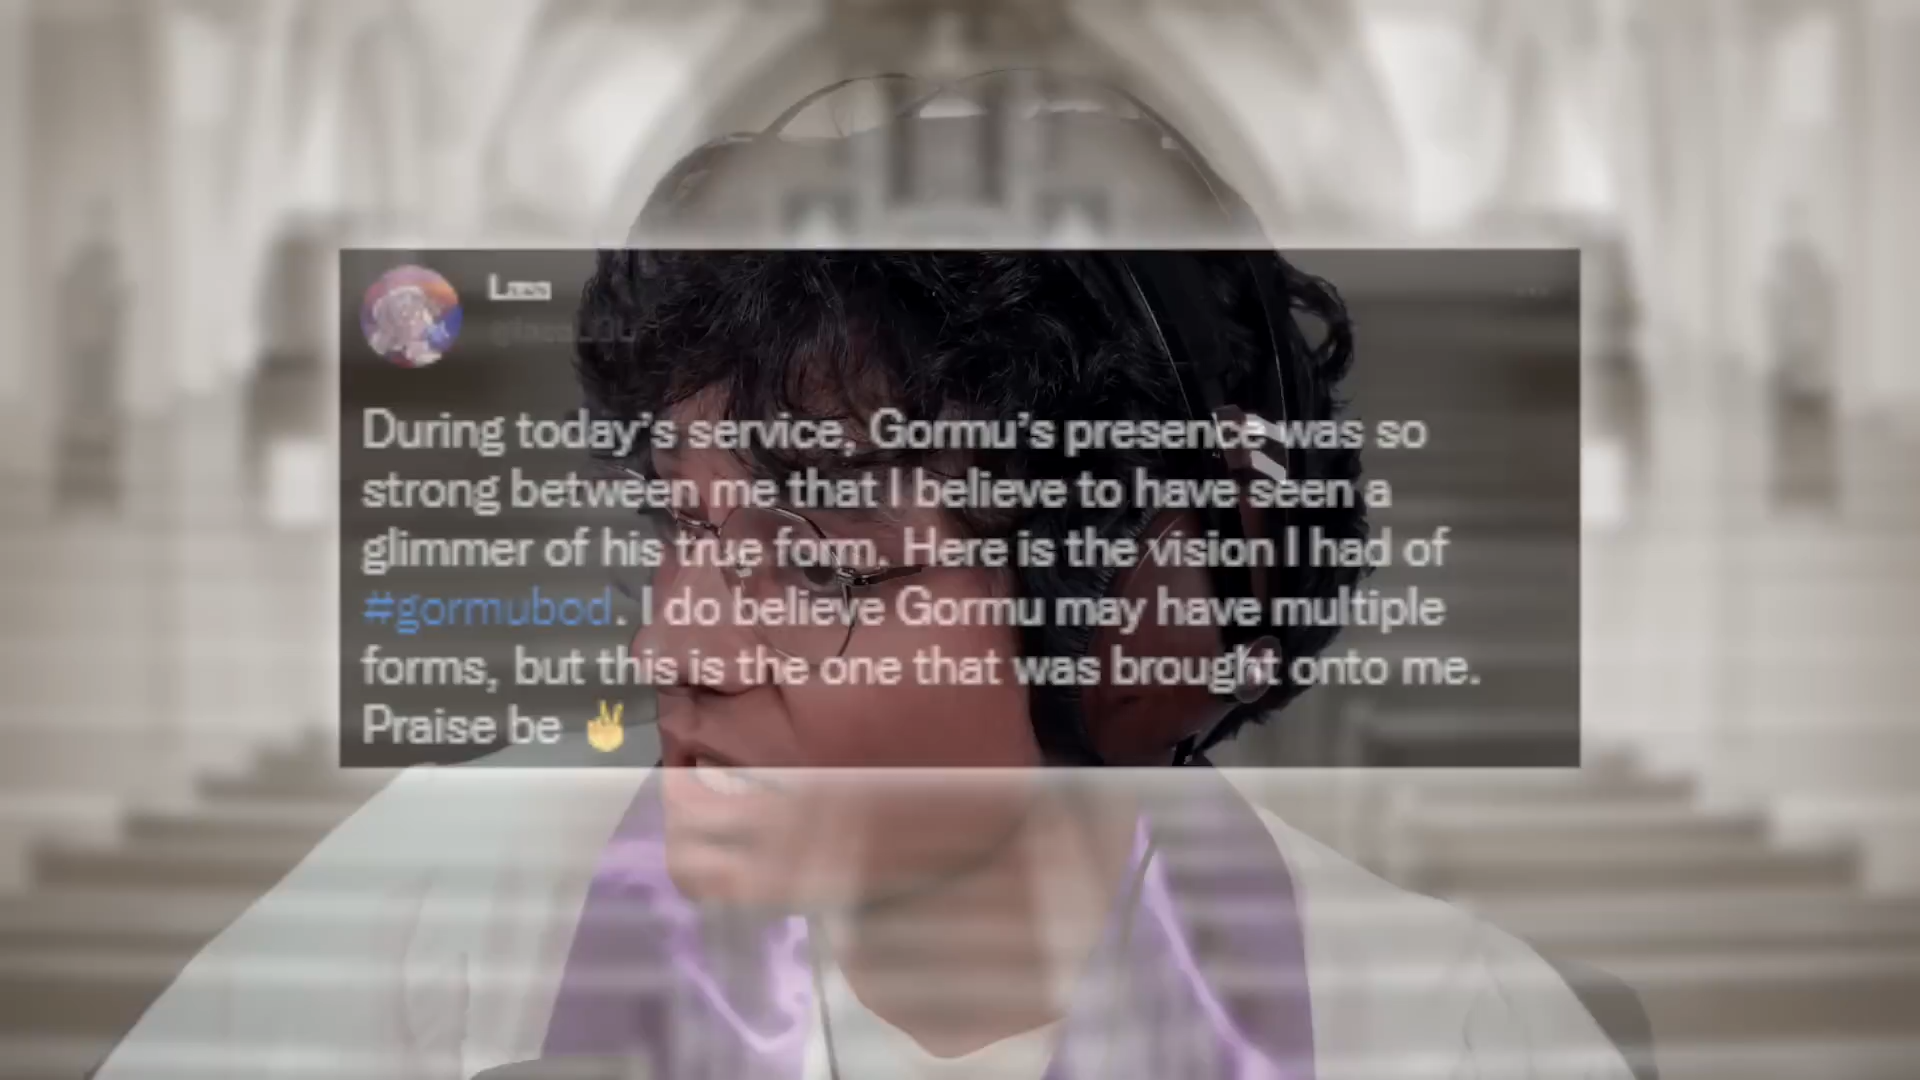 During today's service, Gormu's presence was so
strong between me that I believe to have seen a
glimmer of his true form. Here is the vision I had of
#gormubod. I do believe Gormu may have multiple
forms, but this is the one that was brought onto me.
Praise be ✌